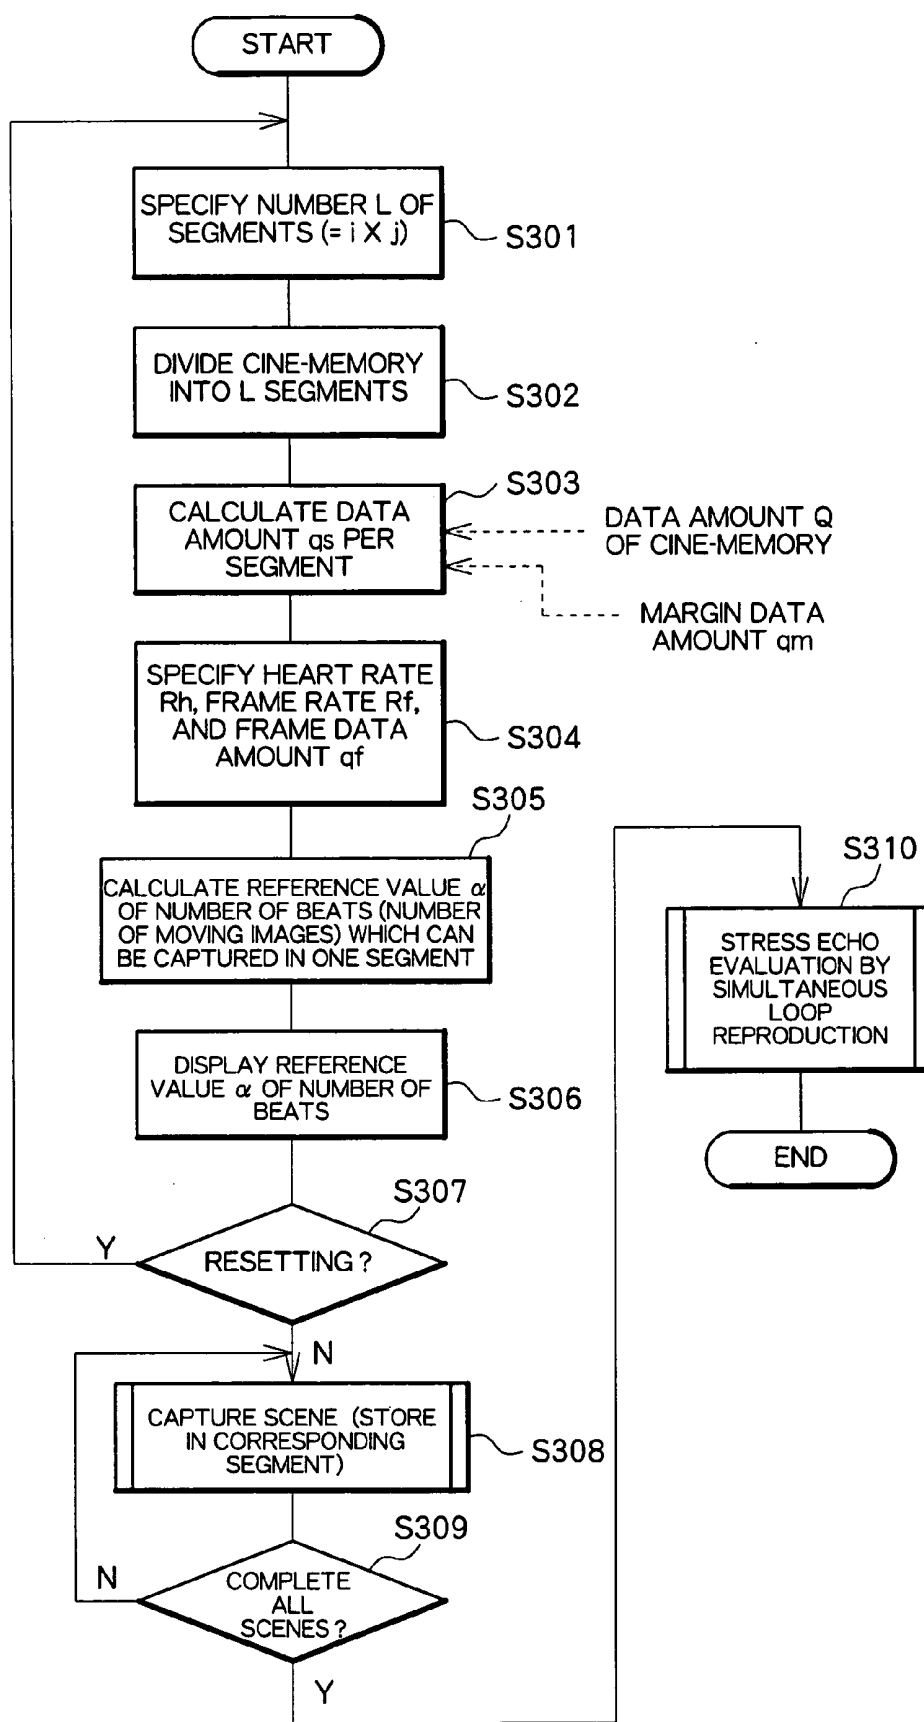 START
SPECIFY NUMBER L OF
SEGMENTS (= i X j)
S301
DIVIDE CINE-MEMORY
INTO L SEGMENTS
S302
S303
CALCULATE DATA
AMOUNT qs PER
SEGMENT
DATA AMOUNT Q
OF CINE-MEMORY
MARGIN DATA
AMOUNT qm
SPECIFY HEART RATE
Rh, FRAME RATE Rf,
AND FRAME DATA
AMOUNT qf
S304
S305
CALCULATE REFERENCE VALUE α
OF NUMBER OF BEATS (NUMBER
OF MOVING IMAGES) WHICH CAN
BE CAPTURED IN ONE SEGMENT
DISPLAY REFERENCE
VALUE α OF NUMBER OF
BEATS
S306
S307
RESETTING ?
Y
N
CAPTURE SCENE (STORE
IN CORRESPONDING
SEGMENT)
S308
S309
COMPLETE
ALL
SCENES ?
N
Y
S310
STRESS ECHO
EVALUATION BY
SIMULTANEOUS
LOOP
REPRODUCTION
END